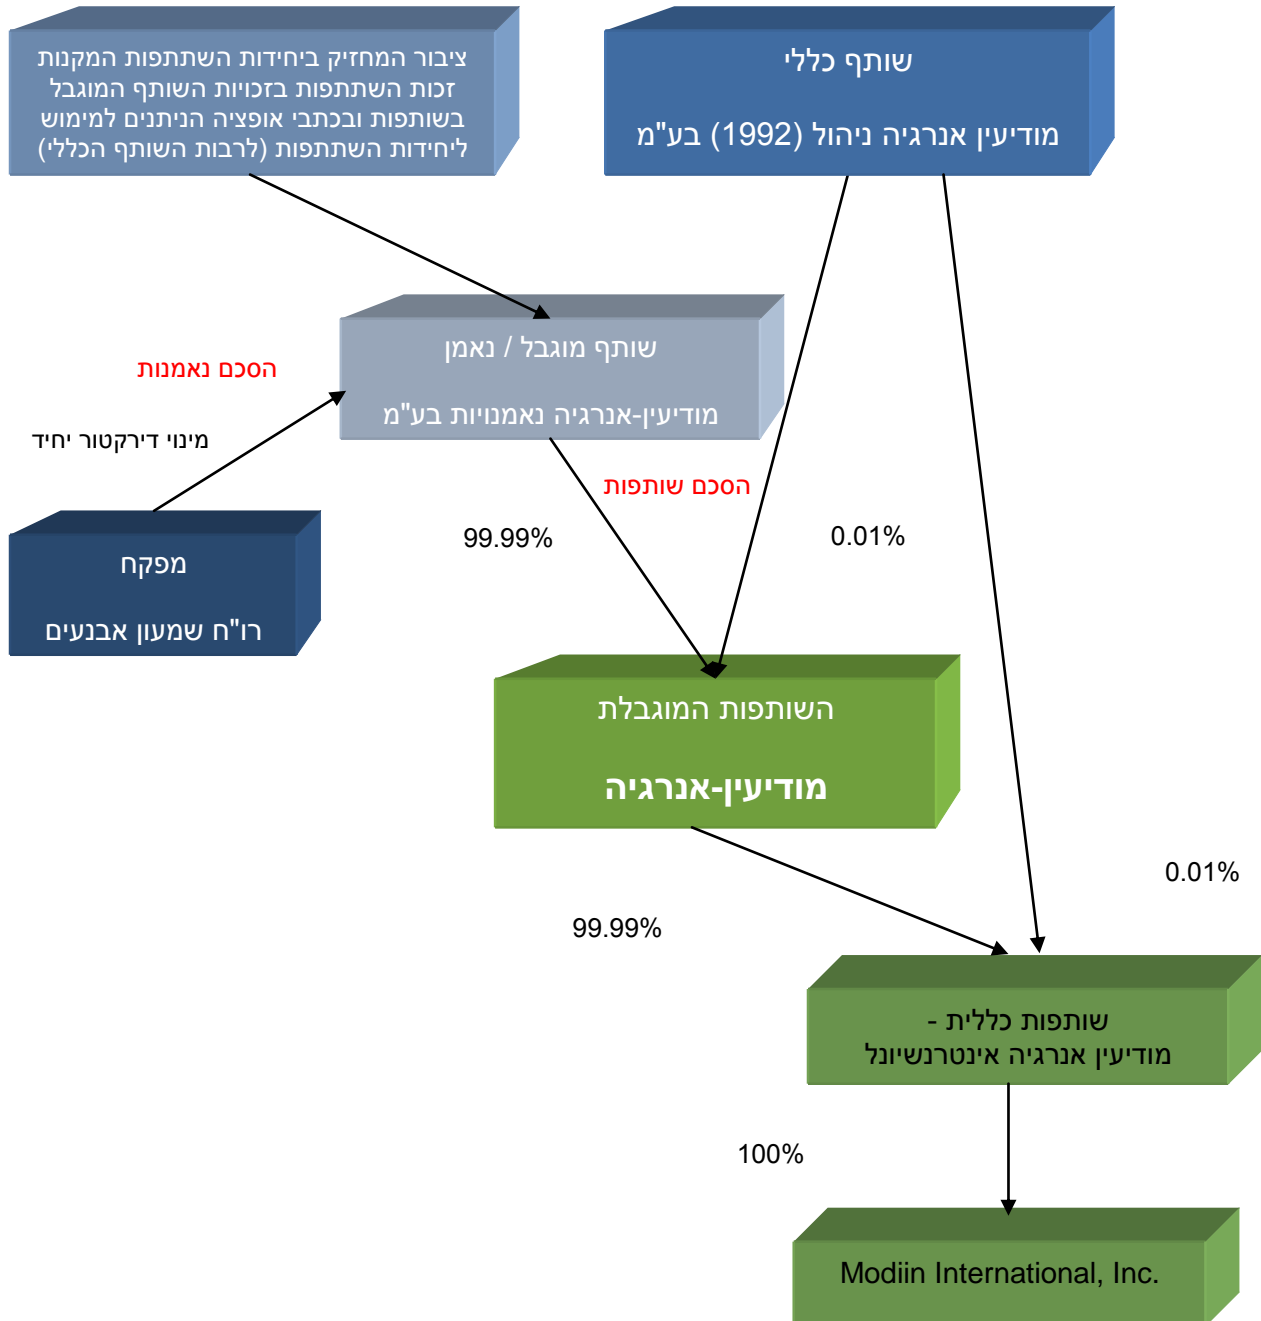 ציבור המחזיק ביחידות השתתפות המקנות
זכות השתתפות בזכויות השותף המוגבל
בשותפות ובכתבי אופציה הניתנים למימוש
ליחידות השתתפות (לרבות השותף הכללי)
שותף כללי
מודיעין אנרגיה ניהול (1992) בע"מ
שותף מוגבל / נאמן
מודיעין-אנרגיה נאמנויות בע"מ
הסכם נאמנות
מינוי דירקטור יחיד
מפקח
רו"ח שמעון אבנעים
הסכם שותפות
99.99%
0.01%
השותפות המוגבלת
מודיעין-אנרגיה
0.01%
99.99%
שותפות כללית -
מודיעין אנרגיה אינטרנשיונל
100%
Modiin International, Inc.